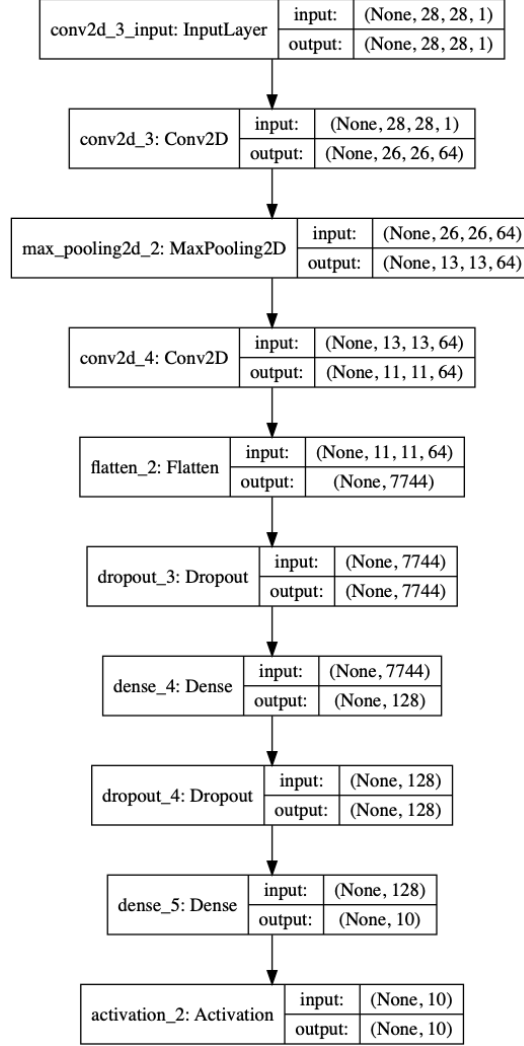 conv2d_3_input: InputLayer
input: (None, 28, 28, 1)
output: (None, 28, 28, 1)
conv2d_3: Conv2D
input: (None, 28, 28, 1)
output: (None, 26, 26, 64)
max_pooling2d_2: MaxPooling2D
input: (None, 26, 26, 64)
output: (None, 13, 13, 64)
conv2d_4: Conv2D
input: (None, 13, 13, 64)
output: (None, 11, 11, 64)
flatten_2: Flatten
input: (None, 11, 11, 64)
output: (None, 7744)
dropout_3: Dropout
input: (None, 7744)
output: (None, 7744)
dense_4: Dense
input: (None, 7744)
output: (None, 128)
dropout_4: Dropout
input: (None, 128)
output: (None, 128)
dense_5: Dense
input: (None, 128)
output: (None, 10)
activation_2: Activation
input: (None, 10)
output: (None, 10)